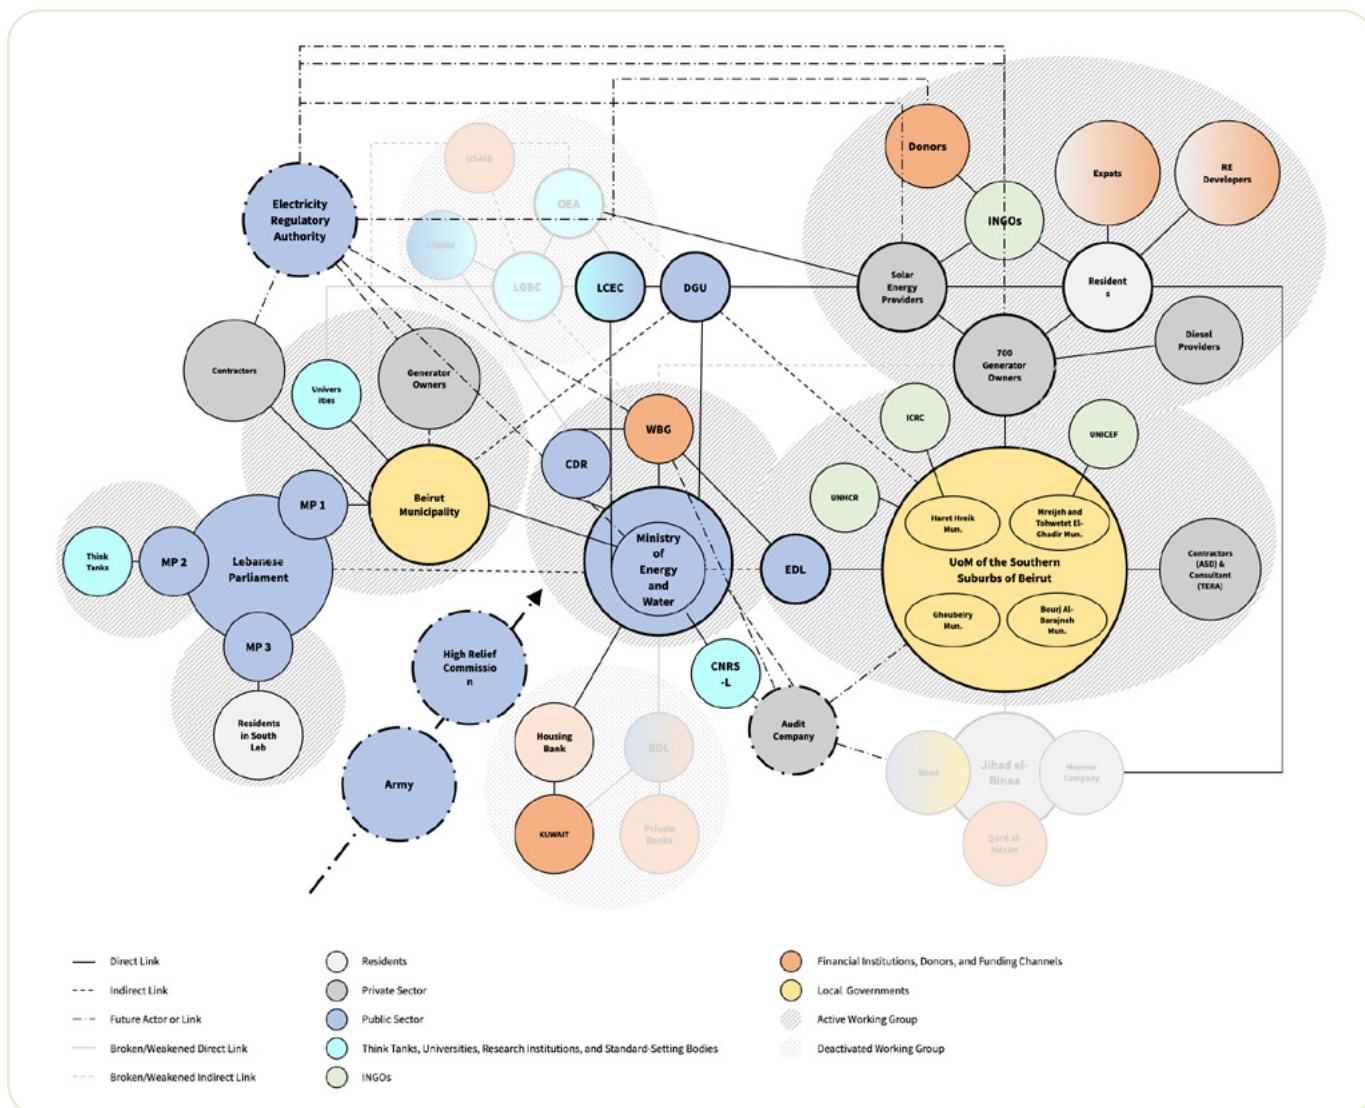 USAID
OEA
Donors
Expats
RE
Developers
Electricity
Regulatory
Authority
INGOs
LGBC
LCEC
DGU
Solar
Energy
Providers
Resident
s
Contractors
Univers
ities
Generator
Owners
700
Generator
Owners
Diesel
Providers
ICRC
UNICEF
WBG
CDR
MP 1
Beirut
Municipality
UNHCR
Haret Hreik
Mun.
Mreijeh and
Tohwetet El-
Ghadir Mun.
Think
Tanks
MP 2
Lebanese
Parliament
Ministry
of
Energy
and
Water
EDL
UoM of the Southern
Suburbs of Beirut
Contractors
(ASD) &
Consultant
(TERA)
Ghoubeiry
Mun.
Bourj Al-
Barajneh
Mun.
MP 3
High Relief
Commissio
n
CNRS
-L
Residents
in South
Leb
Audit
Company
Housing
Bank
BDL
Army
Waad
Jihad el-
Binaa
Meamar
Company
KUWAIT
Private
Banks
Qard al-
Hasan
Direct Link
Indirect Link
Future Actor or Link
Broken/Weakened Direct Link
Broken/Weakened Indirect Link
Residents
Private Sector
Public Sector
Think Tanks, Universities, Research Institutions, and Standard-Setting Bodies
INGOs
Financial Institutions, Donors, and Funding Channels
Local Governments
Active Working Group
Deactivated Working Group